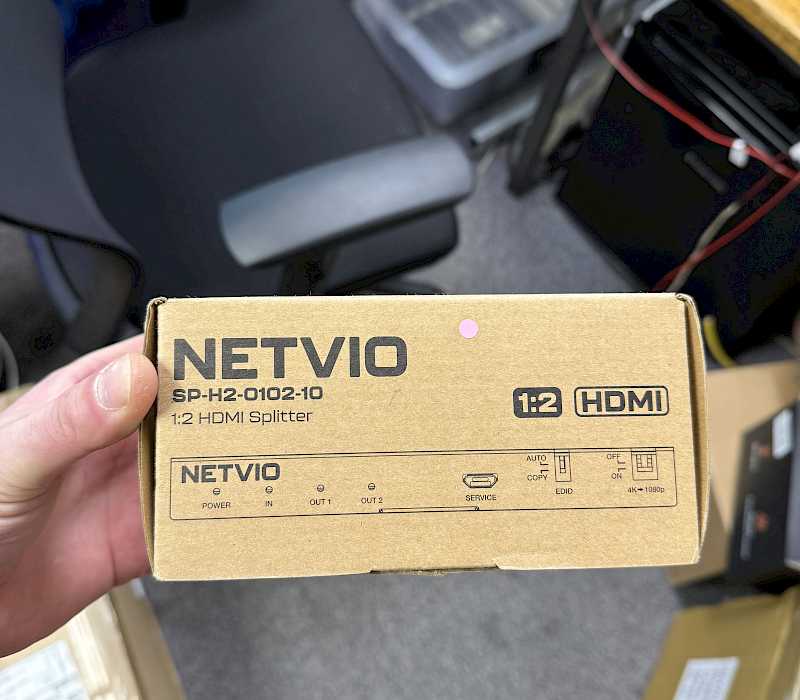 NETVIO
SP-H2-0102-10
1:2 HDMI Splitter
1:2 HDMI
NETVIO
POWER IN OUT 1 OUT 2
SERVICE
AUTO
COPY
EDID
OFF
ON
4K➡1080p